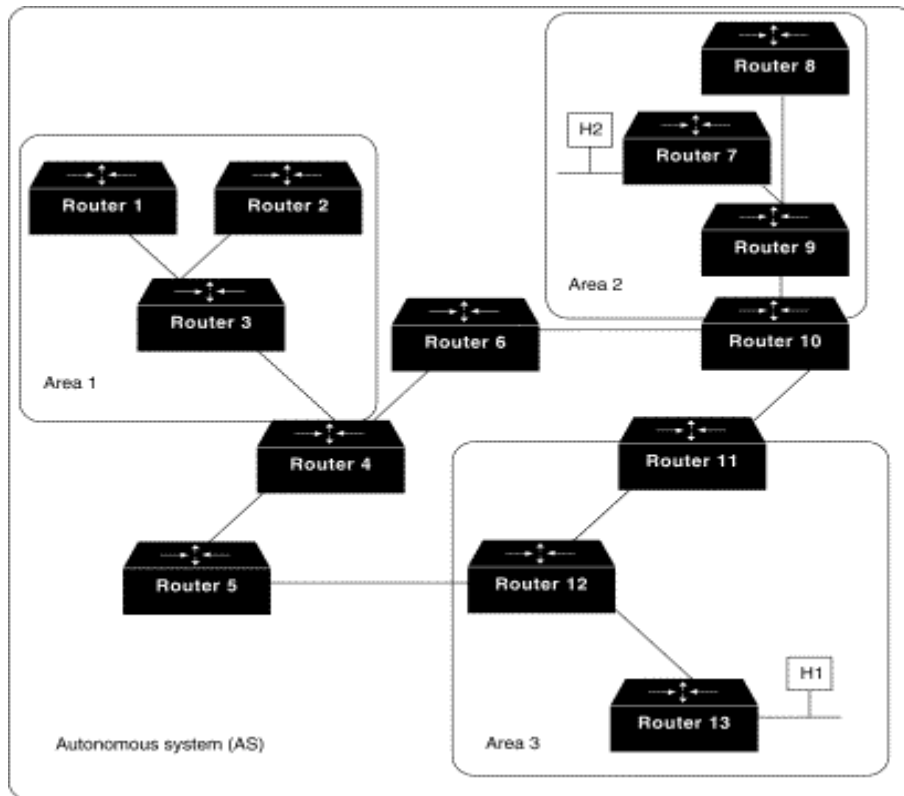 Router 8
H2
Router 7
Router 1
Router 2
Router 9
Area 2
Router 3
Router 6
Router 10
Area 1
Router 4
Router 11
Router 5
Router 12
H1
Router 13
Autonomous system (AS)
Area 3